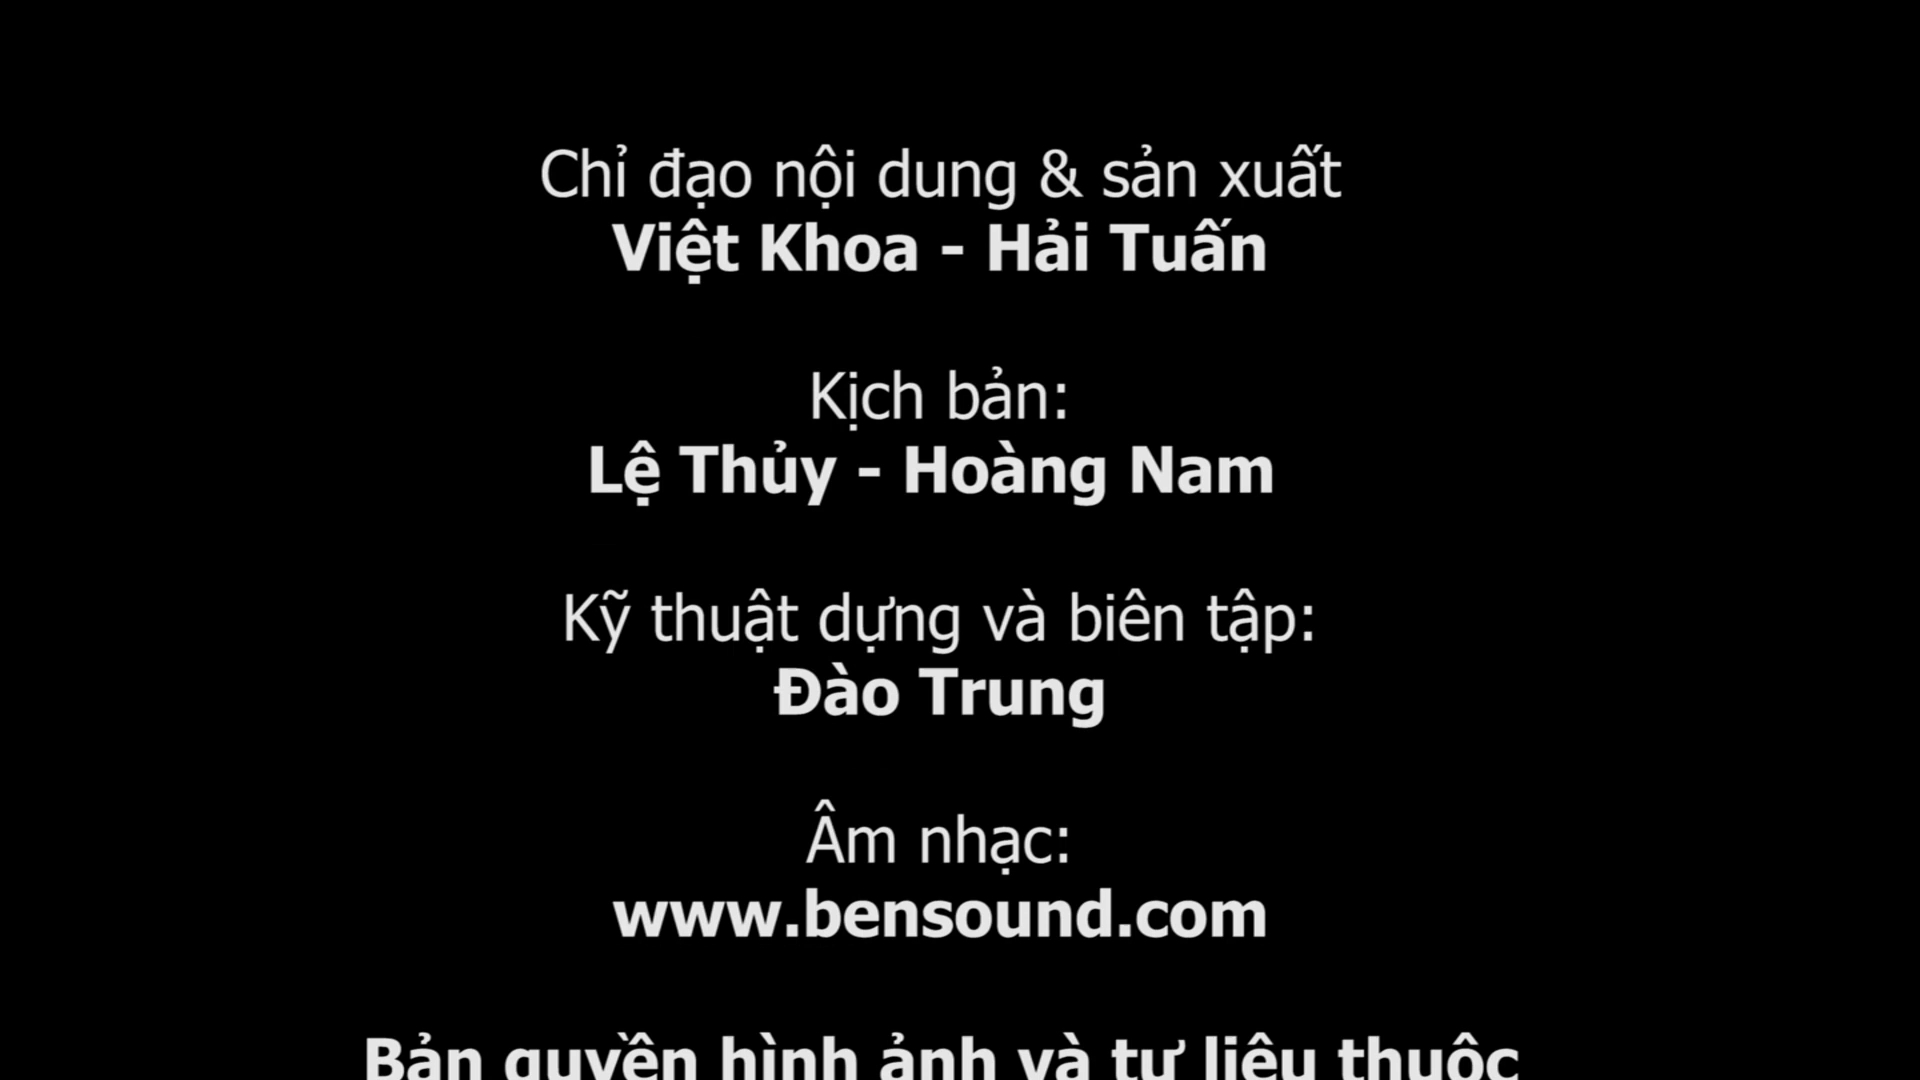 Chỉ đạo nội dung & sản xuất
Việt Khoa - Hải Tuấn
Kịch bản:
Lệ Thủy - Hoàng Nam
Kỹ thuật dựng và biên tập:
Đào Trung
Âm nhạc:
www.bensound.com
Bản quyền hình ảnh và tư liệu thuộc